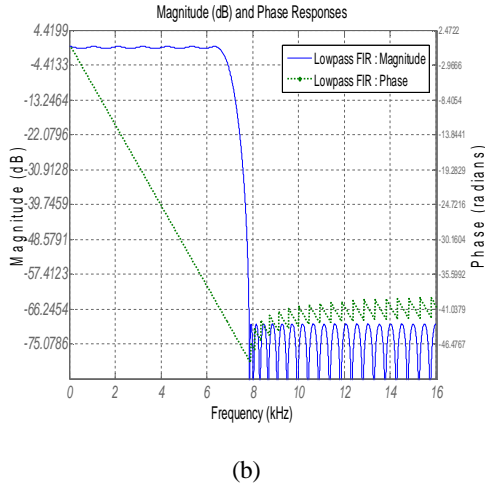 Magnitude (dB) and Phase Responses
4.4199
-4.4133
-13.2464
-22.0796
-30.9128
-39.7459
-48.5791
-57.4123
-66.2454
-75.0786
Magnitude (dB)
Lowpass FIR : Magnitude
Lowpass FIR : Phase
2.4722
-2.9666
-8.4054
-13.8441
-19.2829
-24.7216
-30.1604
-35.5992
-41.0379
-46.4767
Phase (radians)
0 2 4 6 8 10 12 14 16
Frequency (kHz)
(b)